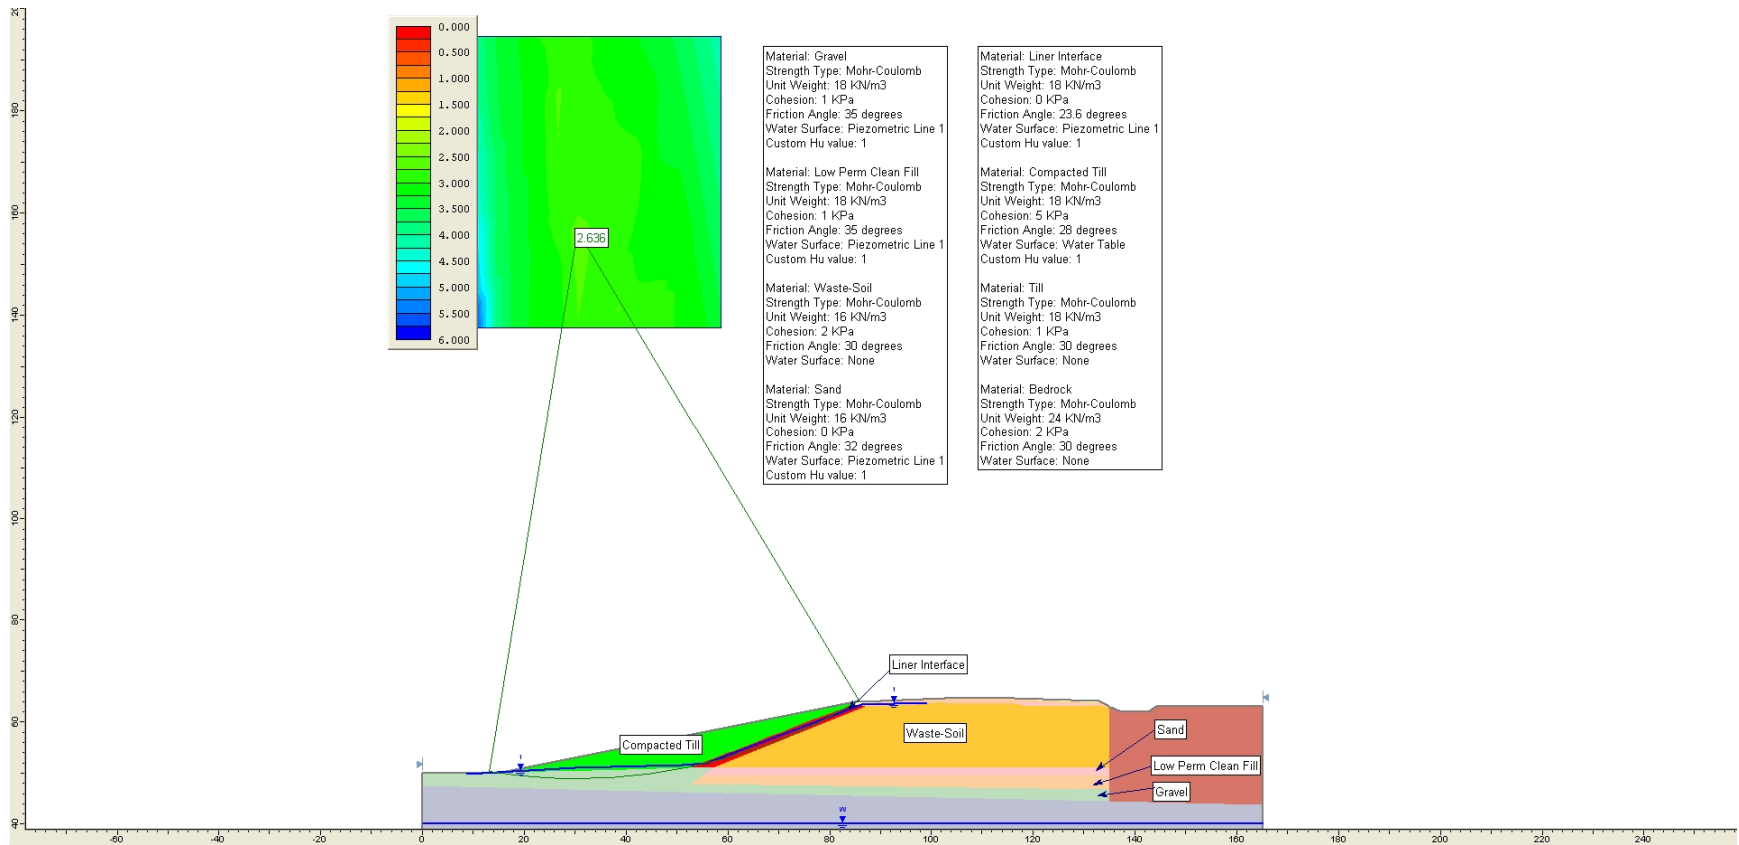 0.000
0.500
1.000
1.500
2.000
2.500
3.000
3.500
4.000
4.500
5.000
5.500
6.000
2.636
Material: Gravel
Strength Type: Mohr-Coulomb
Unit Weight: 18 KN/m3
Cohesion: 1 KPa
Friction Angle: 35 degrees
Water Surface: Piezometric Line 1
Custom Hu value: 1
Material: Low Perm Clean Fill
Strength Type: Mohr-Coulomb
Unit Weight: 18 KN/m3
Cohesion: 1 KPa
Friction Angle: 35 degrees
Water Surface: Piezometric Line 1
Custom Hu value: 1
Material: Waste-Soil
Strength Type: Mohr-Coulomb
Unit Weight: 16 KN/m3
Cohesion: 2 KPa
Friction Angle: 30 degrees
Water Surface: None
Material: Sand
Strength Type: Mohr-Coulomb
Unit Weight: 16 KN/m3
Cohesion: 0 KPa
Friction Angle: 32 degrees
Water Surface: Piezometric Line 1
Custom Hu value: 1
Material: Liner Interface
Strength Type: Mohr-Coulomb
Unit Weight: 18 KN/m3
Cohesion: 0 KPa
Friction Angle: 23.6 degrees
Water Surface: Piezometric Line 1
Custom Hu value: 1
Material: Compacted Till
Strength Type: Mohr-Coulomb
Unit Weight: 18 KN/m3
Cohesion: 5 KPa
Friction Angle: 28 degrees
Water Surface: Water Table
Custom Hu value: 1
Material: Till
Strength Type: Mohr-Coulomb
Unit Weight: 18 KN/m3
Cohesion: 1 KPa
Friction Angle: 30 degrees
Water Surface: None
Material: Bedrock
Strength Type: Mohr-Coulomb
Unit Weight: 24 KN/m3
Cohesion: 2 KPa
Friction Angle: 30 degrees
Water Surface: None
180
160
140
120
100
80
60
40
Liner Interface
Compacted Till
Waste-Soil
Sand
Low Perm Clean Fill
Gravel
1
1
W
-60
-40
-20
0
20
40
60
80
100
120
140
160
180
200
220
240